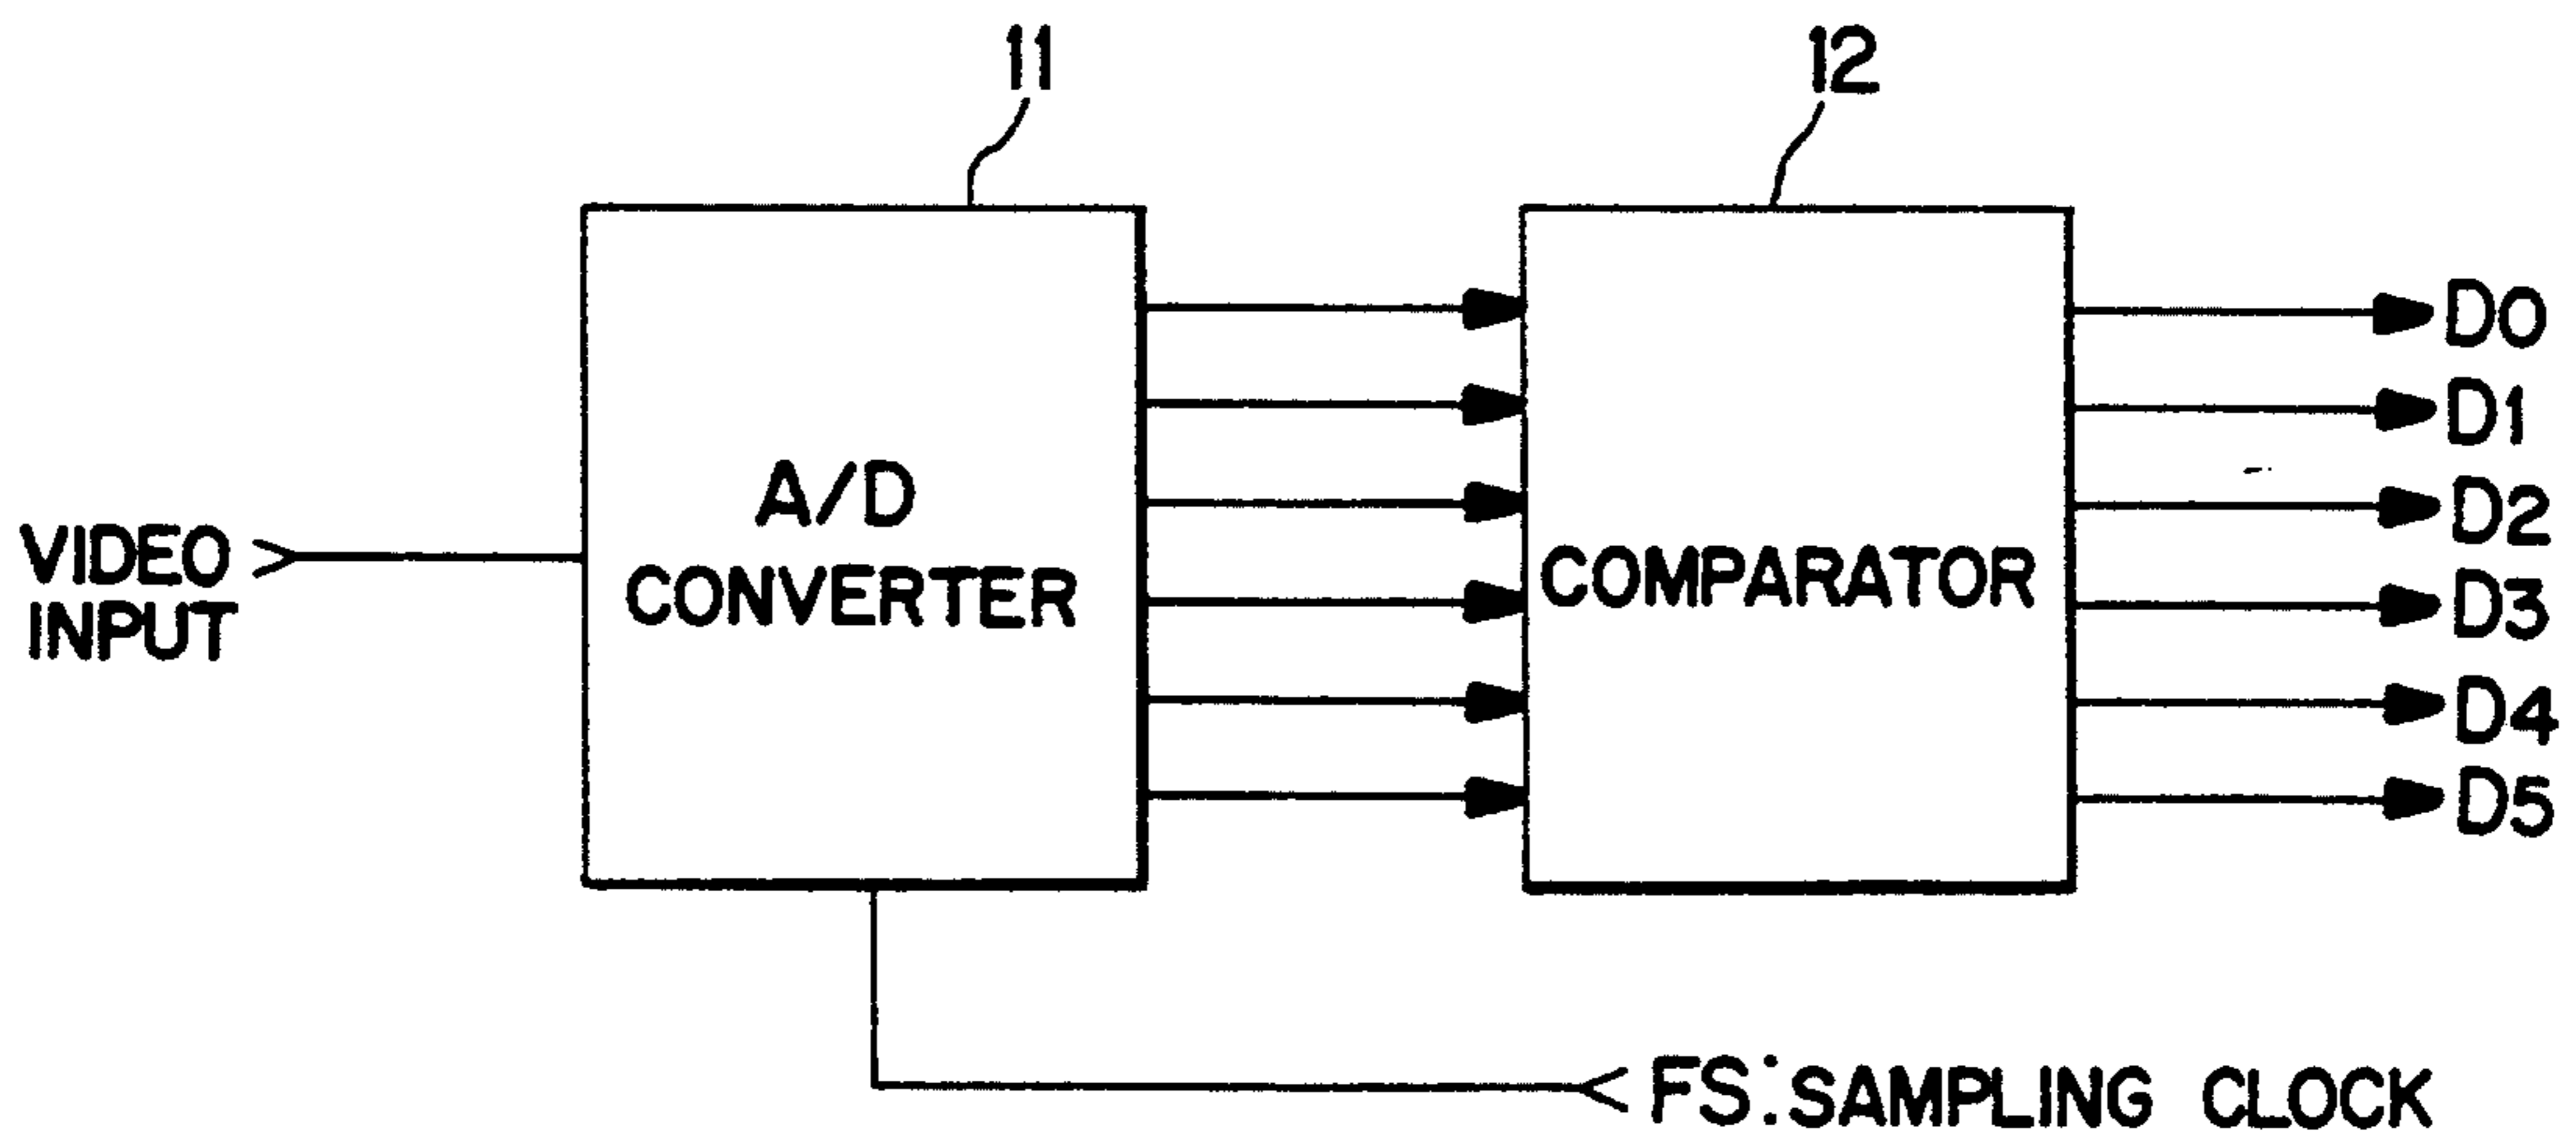 11
12
A/D
CONVERTER
COMPARATOR
VIDEO
INPUT
D0
D1
D2
D3
D4
D5
FS:SAMPLING CLOCK